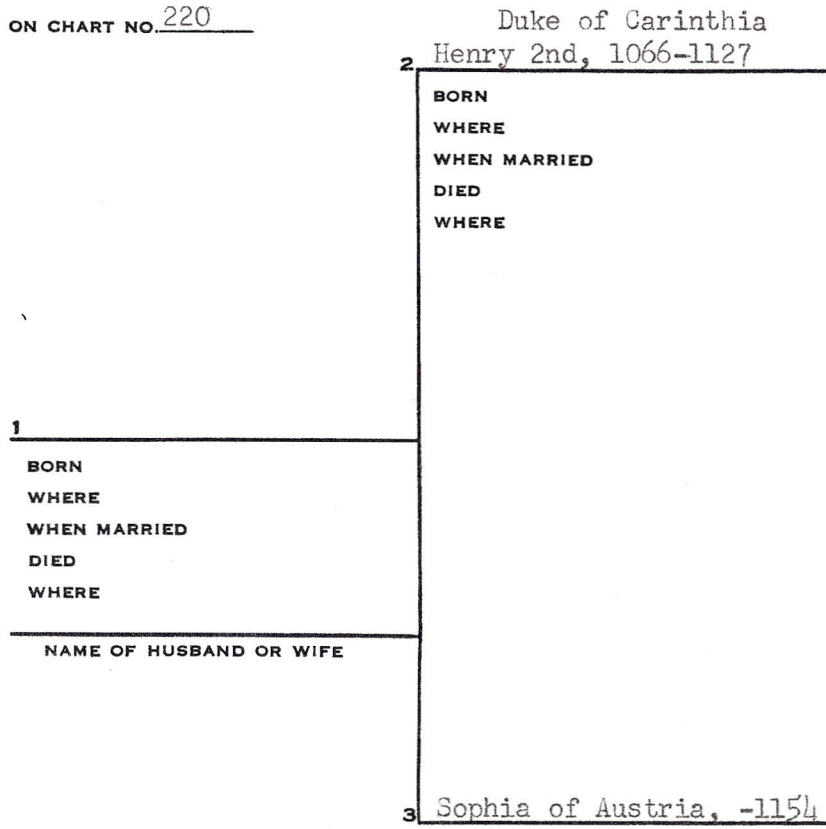 ON CHART NO. 220
Duke of Carinthia
2 Henry 2nd, 1066-1127
BORN
WHERE
WHEN MARRIED
DIED
WHERE
1
BORN
WHERE
WHEN MARRIED
DIED
WHERE
NAME OF HUSBAND OR WIFE
3 Sophia of Austria, -1154